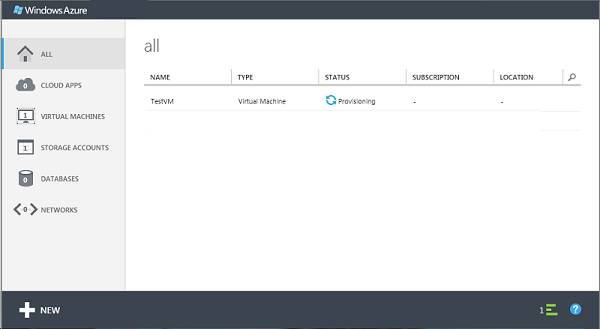 Windows Azure
ALL
0 CLOUD APPS
1 VIRTUAL MACHINES
1 STORAGE ACCOUNTS
0 DATABASES
0 NETWORKS
all
NAME TYPE STATUS SUBSCRIPTION LOCATION
TestVM Virtual Machine Provisioning - -
NEW
1 ?